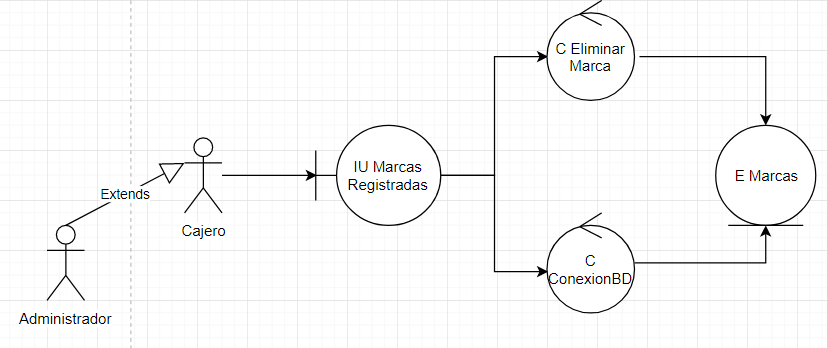 C Eliminar
Marca
IU Marcas
Registradas
E Marcas
Extends
Cajero
C
ConexionBD
Administrador